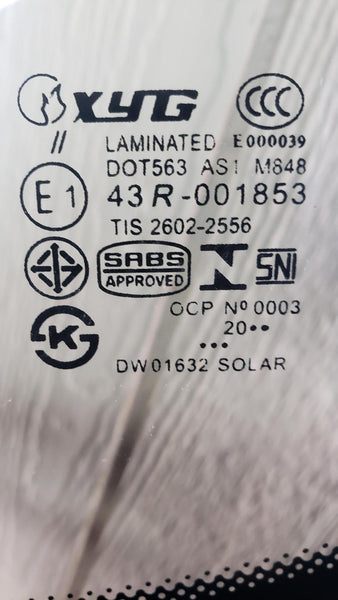 XYG CCC
// LAMINATED E000039
DOT563 AS1 M848
E1 43R-001853
TIS 2602-2556
SABS APPROVED SNI
OCP Nº 0003
K 20••
•••
DW01632 SOLAR